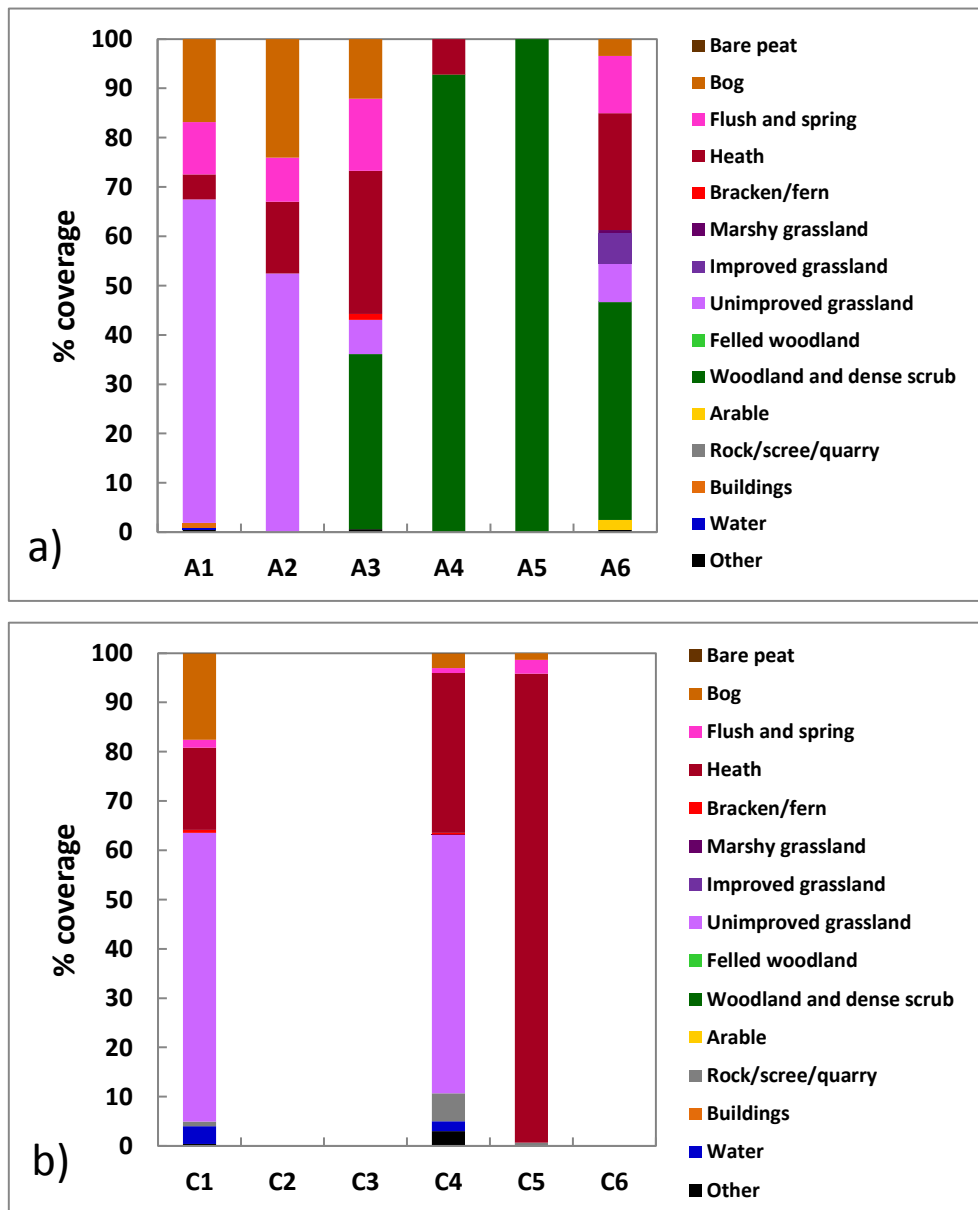 100
90
80
70
60
50
40
30
20
10
0
% coverage
a)
A1 A2 A3 A4 A5 A6
Bare peat
Bog
Flush and spring
Heath
Bracken/fern
Marshy grassland
Improved grassland
Unimproved grassland
Felled woodland
Woodland and dense scrub
Arable
Rock/scree/quarry
Buildings
Water
Other
100
90
80
70
60
50
40
30
20
10
0
% coverage
b)
C1 C2 C3 C4 C5 C6
Bare peat
Bog
Flush and spring
Heath
Bracken/fern
Marshy grassland
Improved grassland
Unimproved grassland
Felled woodland
Woodland and dense scrub
Arable
Rock/scree/quarry
Buildings
Water
Other